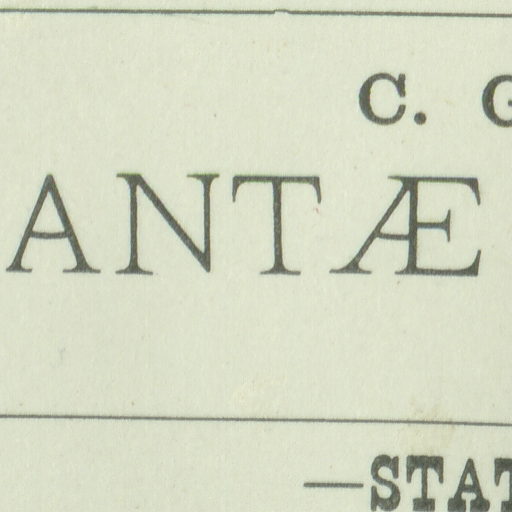 C. G
ANTÆ
—STAT